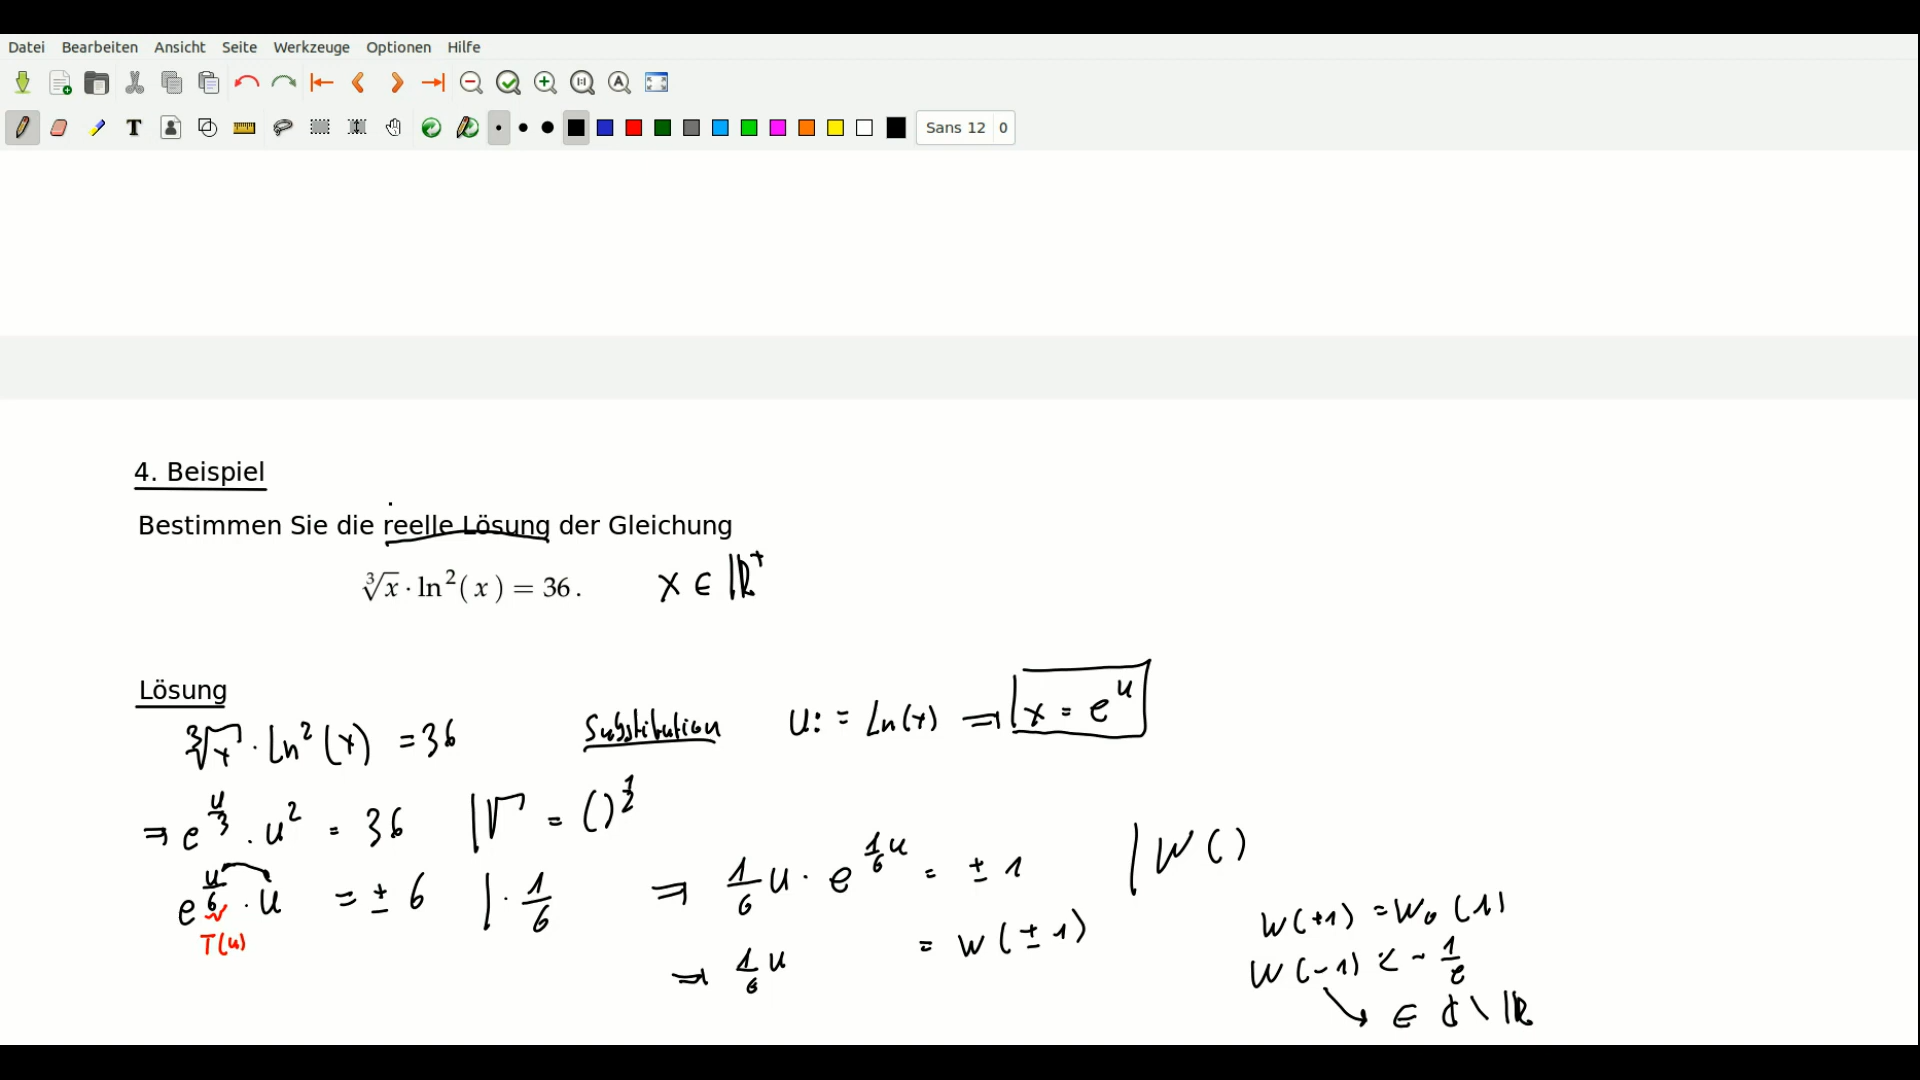 Datei Bearbeiten Ansicht Seite Werkzeuge Optionen Hilfe
T Sans 12 0
4. Beispiel
Bestimmen Sie die reelle Lösung der Gleichung
∛x · ln²( x ) = 36 . x ∈ ℝ⁺
Lösung
∛x · ln²(x) = 36 Substitution u := ln(x) ⇒ x = e^u
⇒ e^(u/3) · u² = 36 | √ = ()^(1/2)
e^(u/6) · u = ± 6 | · 1/6 ⇒ 1/6 u · e^(1/6 u) = ± 1 | W ( )
T(u)
⇒ 1/6 u = W ( ± 1 )
W (+1) = W₀ (1)
W (-1) < - 1/e
∈ ℂ \ ℝ